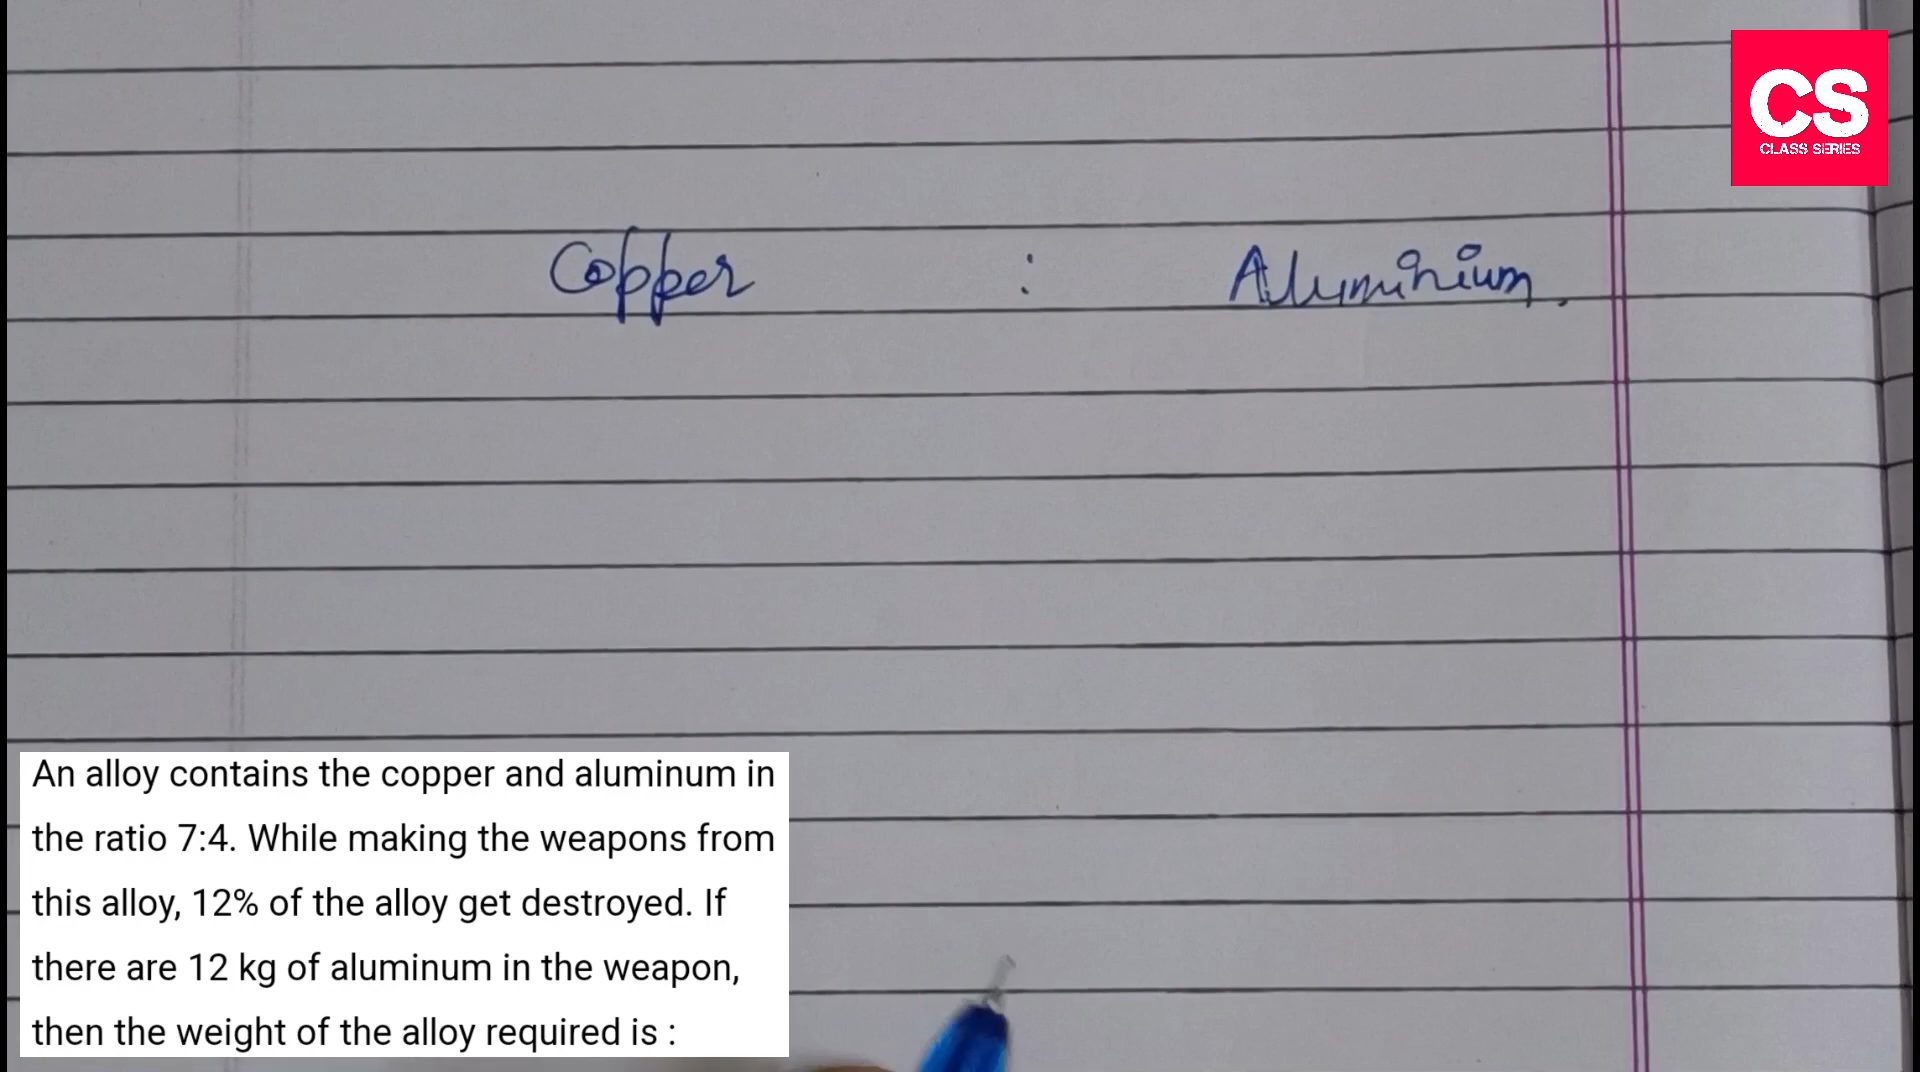 CS
CLASS SERIES
Copper : Aluminium.
An alloy contains the copper and aluminum in
the ratio 7:4. While making the weapons from
this alloy, 12% of the alloy get destroyed. If
there are 12 kg of aluminum in the weapon,
then the weight of the alloy required is :